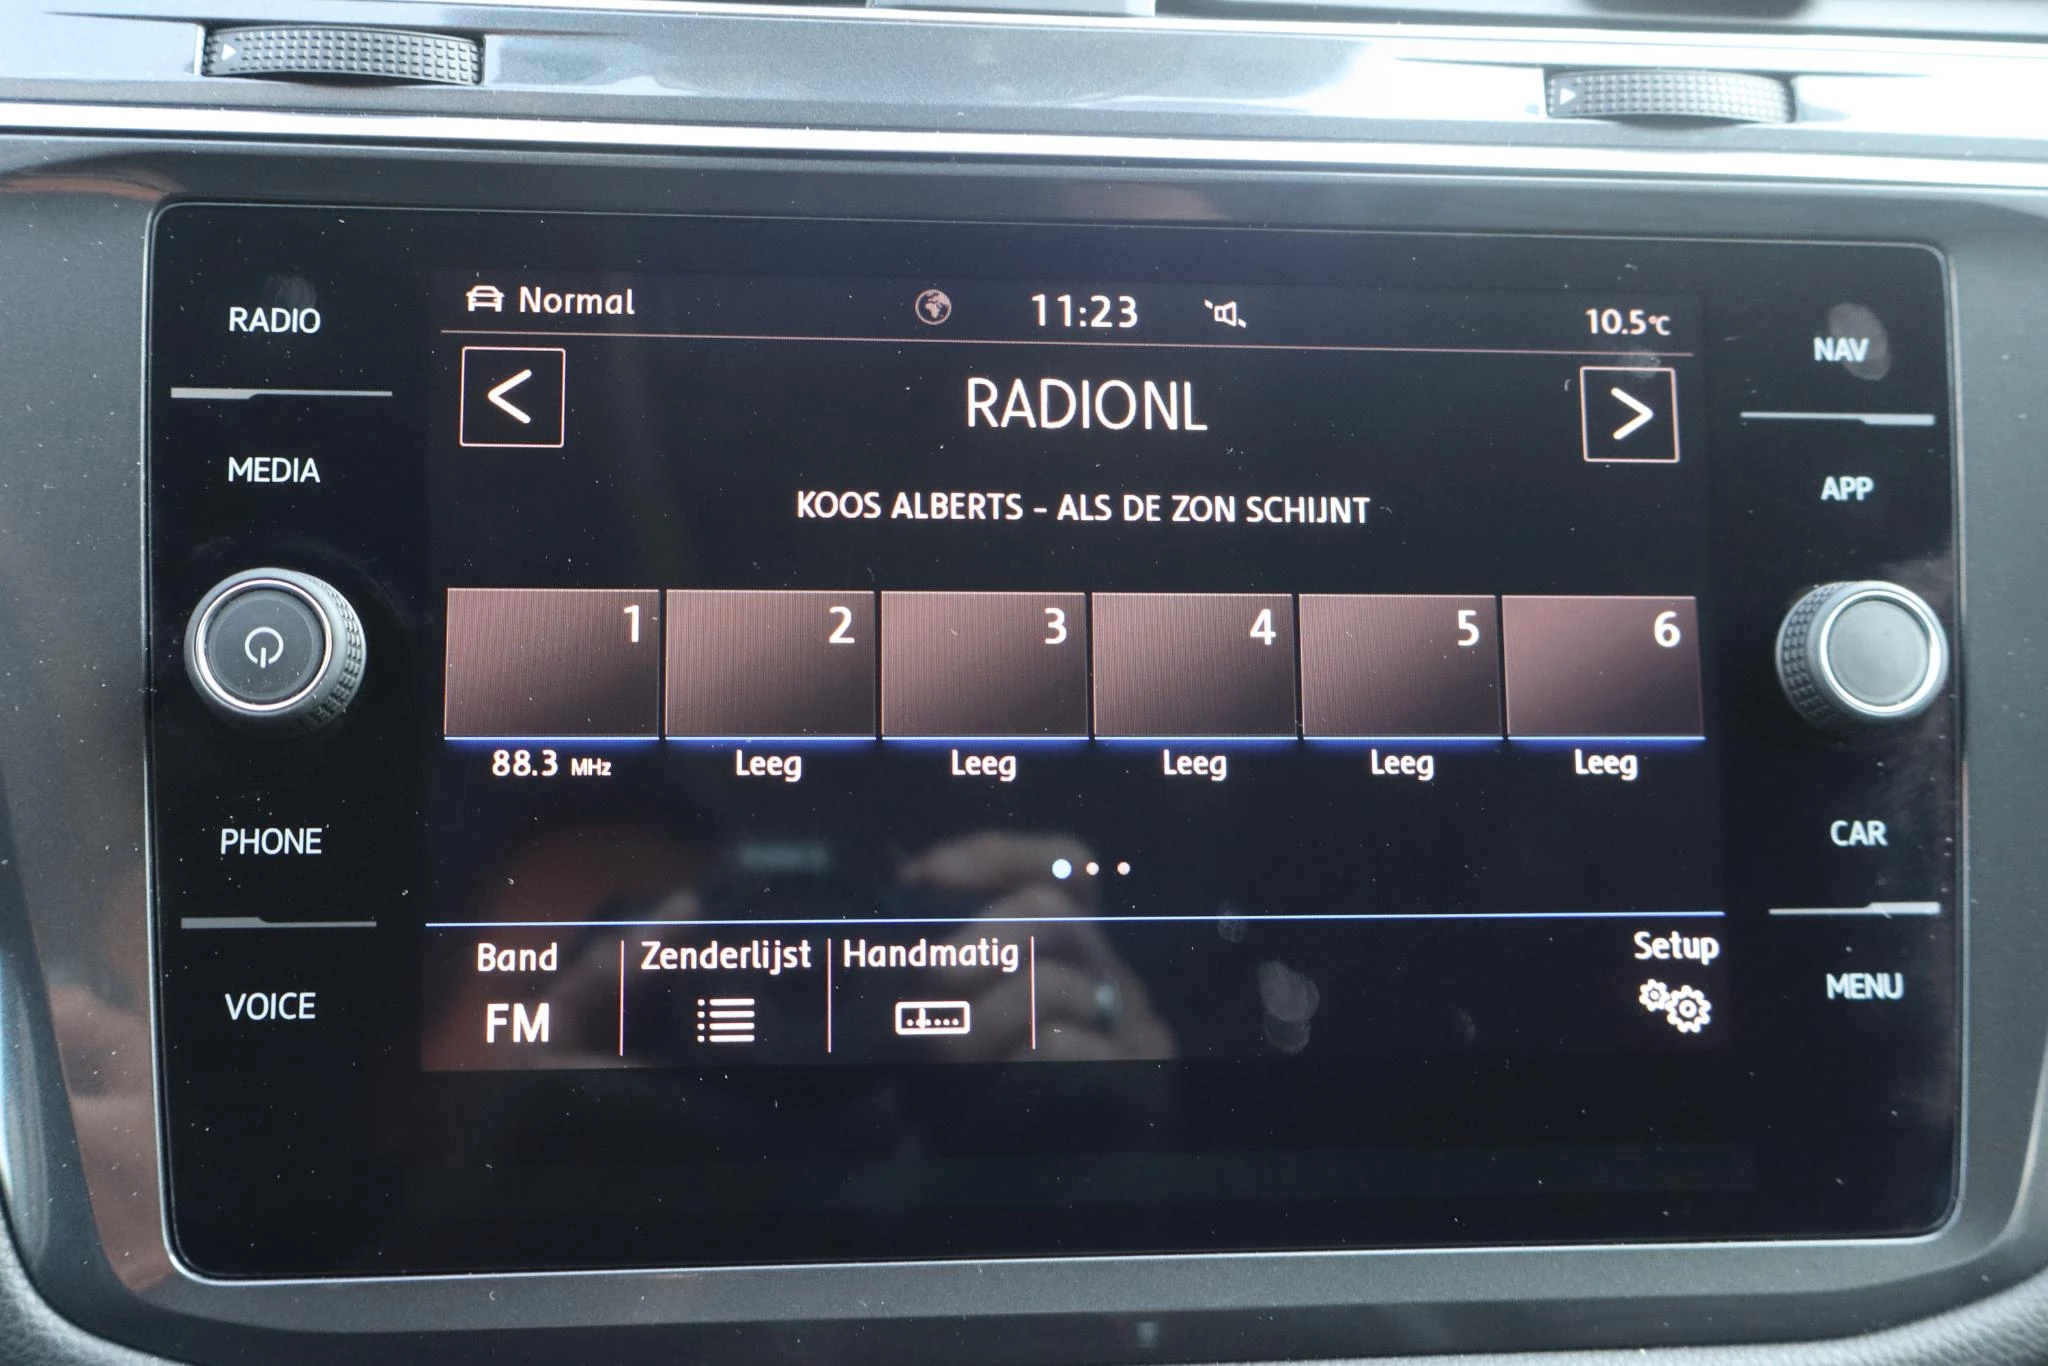 RADIO
MEDIA
PHONE
VOICE
Normal 11:23 10.5°C
< RADIONL >
KOOS ALBERTS - ALS DE ZON SCHIJNT
1 2 3 4 5 6
88.3 MHz Leeg Leeg Leeg Leeg Leeg
Band Zenderlijst Handmatig Setup
FM
NAV
APP
CAR
MENU